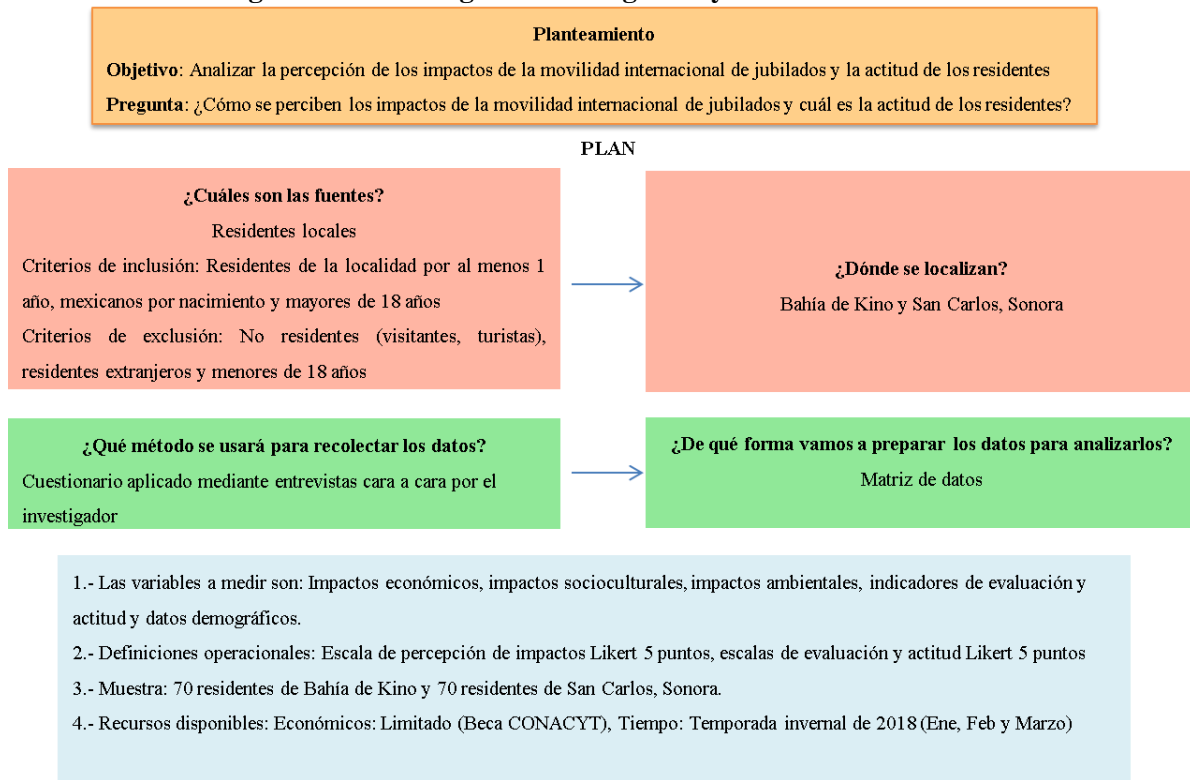 Planteamiento
Objetivo: Analizar la percepción de los impactos de la movilidad internacional de jubilados y la actitud de los residentes
Pregunta: ¿Cómo se perciben los impactos de la movilidad internacional de jubilados y cuál es la actitud de los residentes?
PLAN
¿Cuáles son las fuentes?
Residentes locales
Criterios de inclusión: Residentes de la localidad por al menos 1
año, mexicanos por nacimiento y mayores de 18 años
Criterios de exclusión: No residentes (visitantes, turistas),
residentes extranjeros y menores de 18 años
¿Dónde se localizan?
Bahía de Kino y San Carlos, Sonora
¿Qué método se usará para recolectar los datos?
Cuestionario aplicado mediante entrevistas cara a cara por el
investigador
¿De qué forma vamos a preparar los datos para analizarlos?
Matriz de datos
1.- Las variables a medir son: Impactos económicos, impactos socioculturales, impactos ambientales, indicadores de evaluación y
actitud y datos demográficos.
2.- Definiciones operacionales: Escala de percepción de impactos Likert 5 puntos, escalas de evaluación y actitud Likert 5 puntos
3.- Muestra: 70 residentes de Bahía de Kino y 70 residentes de San Carlos, Sonora.
4.- Recursos disponibles: Económicos: Limitado (Beca CONACYT), Tiempo: Temporada invernal de 2018 (Ene, Feb y Marzo)